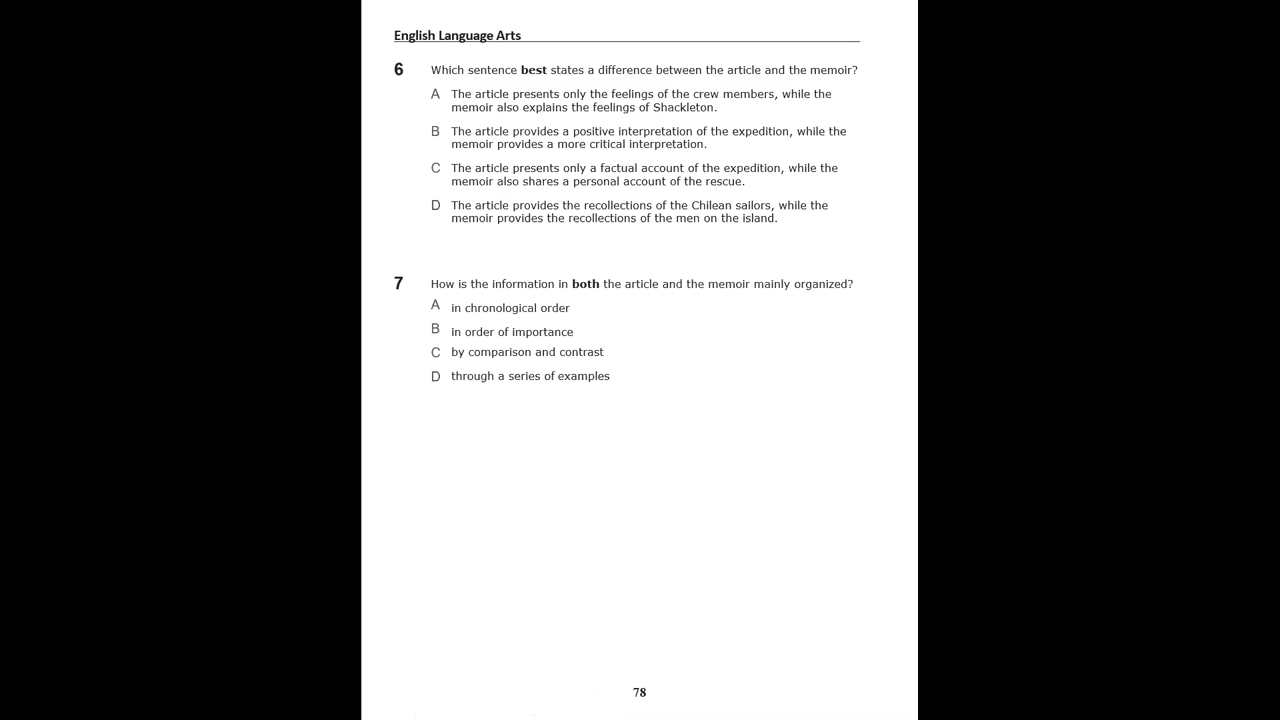 English Language Arts
6 Which sentence best states a difference between the article and the memoir?
A The article presents only the feelings of the crew members, while the
memoir also explains the feelings of Shackleton.
B The article provides a positive interpretation of the expedition, while the
memoir provides a more critical interpretation.
C The article presents only a factual account of the expedition, while the
memoir also shares a personal account of the rescue.
D The article provides the recollections of the Chilean sailors, while the
memoir provides the recollections of the men on the island.
7 How is the information in both the article and the memoir mainly organized?
A in chronological order
B in order of importance
C by comparison and contrast
D through a series of examples
78